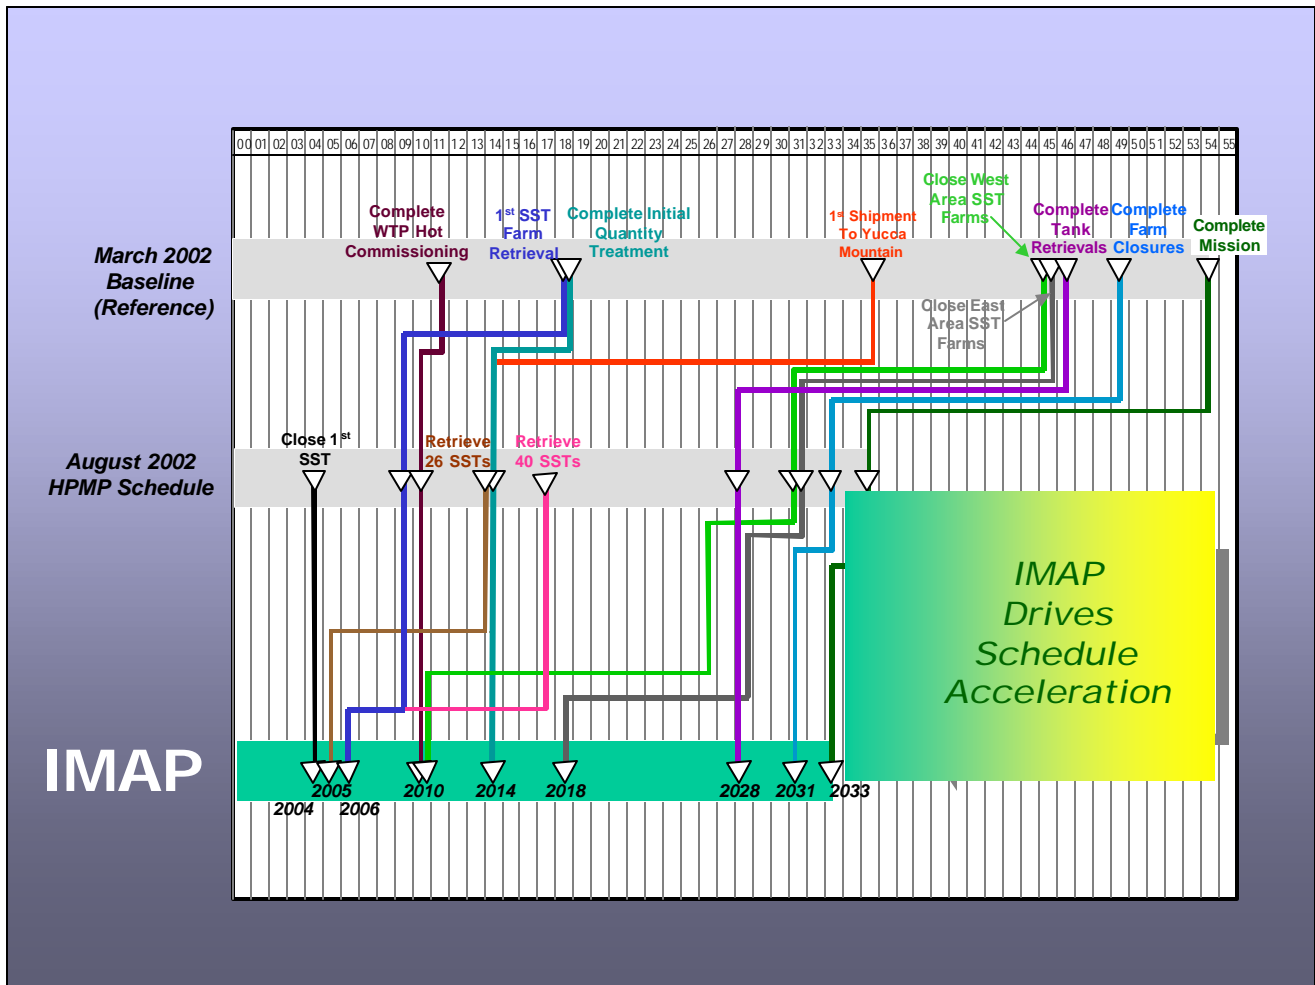 00 01 02 03 04 05 06 07 08 09 10 11 12 13 14 15 16 17 18 19 20 21 22 23 24 25 26 27 28 29 30 31 32 33 34 35 36 37 38 39 40 41 42 43 44 45 46 47 48 49 50 51 52 53 54 55
Close West
Area SST
Farms
Complete
WTP Hot
Commissioning
1st SST
Farm
Retrieval
Complete Initial
Quantity
Treatment
1st Shipment
To Yucca
Mountain
Complete
Tank
Retrievals
Complete
Farm
Closures
Complete
Mission
March 2002
Baseline
(Reference)
Close East
Area SST
Farms
Close 1st
SST
Retrieve
26 SSTs
Retrieve
40 SSTs
August 2002
HPMP Schedule
IMAP
Drives
Schedule
Acceleration
IMAP
2004
2005
2006
2010
2014
2018
2028
2031
2033